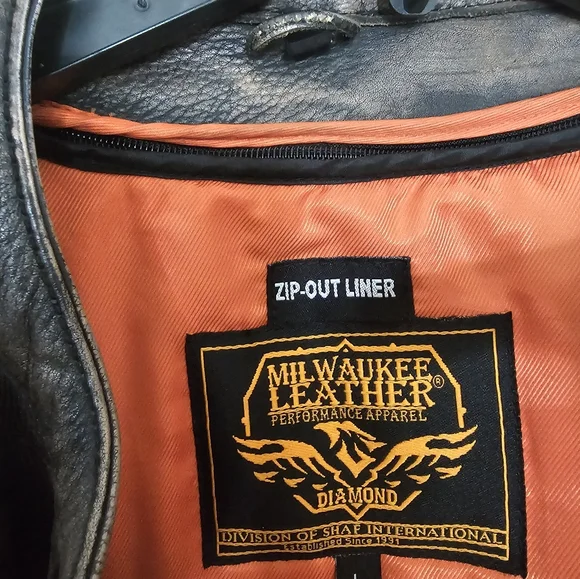 ZIP-OUT LINER
MILWAUKEE
LEATHER®
PERFORMANCE APPAREL
DIAMOND
DIVISION OF SHAF INTERNATIONAL
Established Since 1991